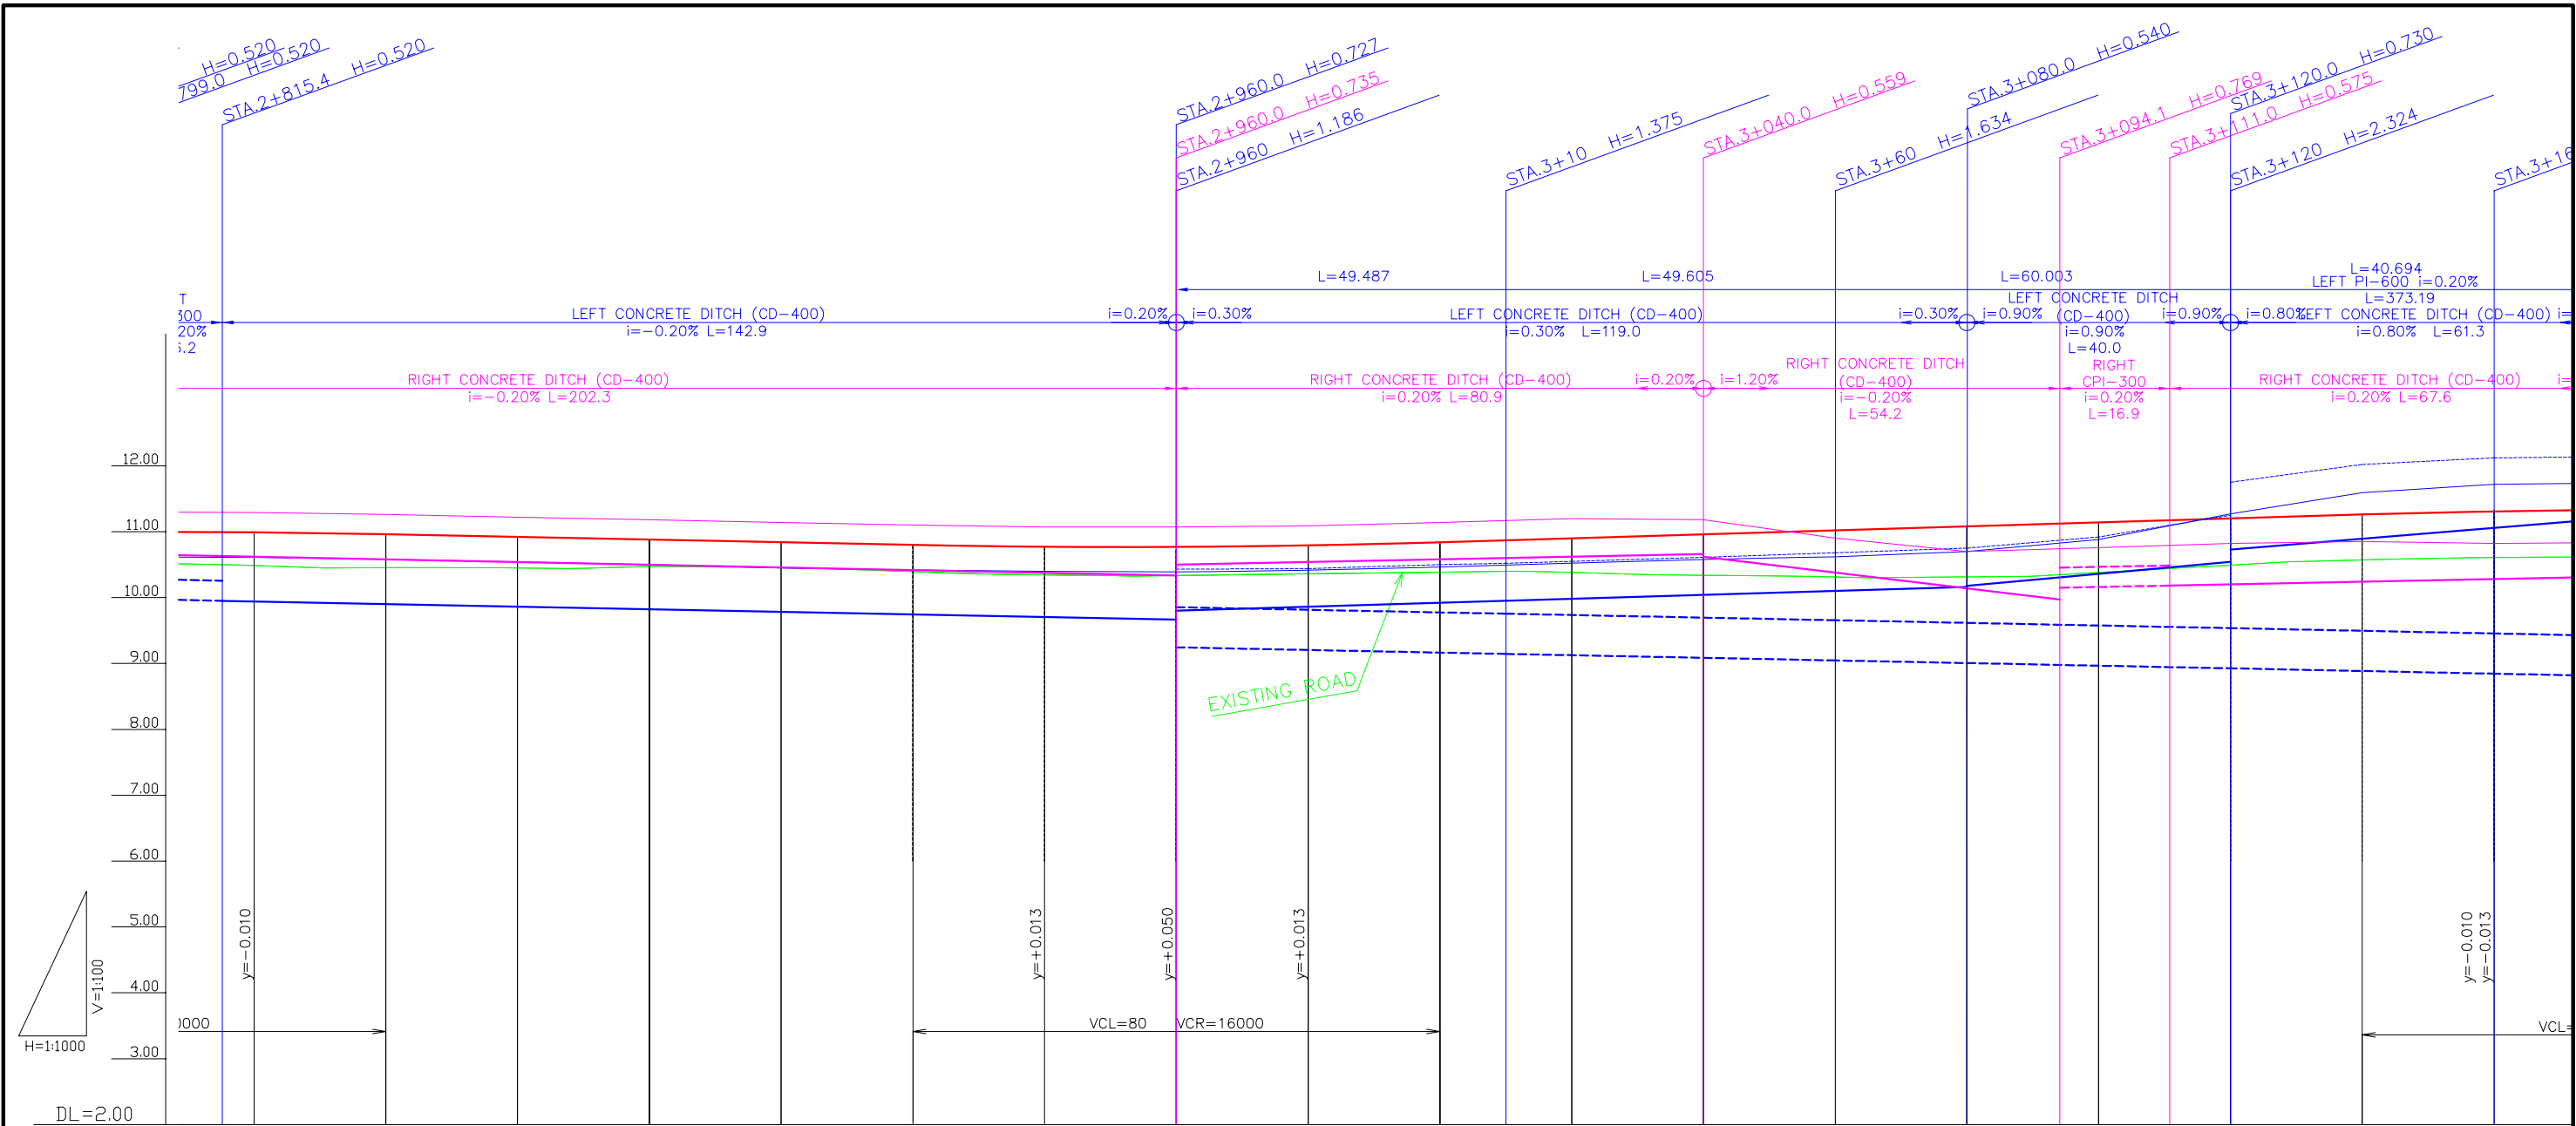 H=0.520
799.0 H=0.520
STA.2+815.4 H=0.520
STA.2+960.0 H=0.727
STA.2+960.0 H=0.735
STA.2+960 H=1.186
STA.3+10 H=1.375
STA.3+040.0 H=0.559
STA.3+60 H=1.634
STA.3+080.0 H=0.540
STA.3+094.1 H=0.769
STA.3+111.0 H=0.575
STA.3+120.0 H=0.730
STA.3+120 H=2.324
STA.3+16
L=49.487
L=49.605
L=60.003
L=40.694
LEFT PI-600 i=0.20%
L=373.19
T
300
20%
5.2
LEFT CONCRETE DITCH (CD-400)
i=-0.20% L=142.9
i=0.20%
i=0.30%
LEFT CONCRETE DITCH (CD-400)
i=0.30% L=119.0
i=0.30%
i=0.90%
LEFT CONCRETE DITCH
(CD-400)
i=0.90%
L=40.0
i=0.90%
i=0.80%
LEFT CONCRETE DITCH (CD-400)
i=0.80% L=61.3
i=
RIGHT CONCRETE DITCH (CD-400)
i=-0.20% L=202.3
RIGHT CONCRETE DITCH (CD-400)
i=0.20% L=80.9
i=0.20%
i=1.20%
RIGHT CONCRETE DITCH
(CD-400)
i=-0.20%
L=54.2
RIGHT
CPI-300
i=0.20%
L=16.9
RIGHT CONCRETE DITCH (CD-400)
i=0.20% L=67.6
i=
12.00
11.00
10.00
9.00
8.00
7.00
6.00
5.00
4.00
3.00
DL=2.00
EXISTING ROAD
y=-0.010
y=+0.013
y=+0.050
y=+0.013
y=-0.010
y=-0.013
V=1:100
H=1:1000
0000
VCL=80 VCR=16000
VCL=